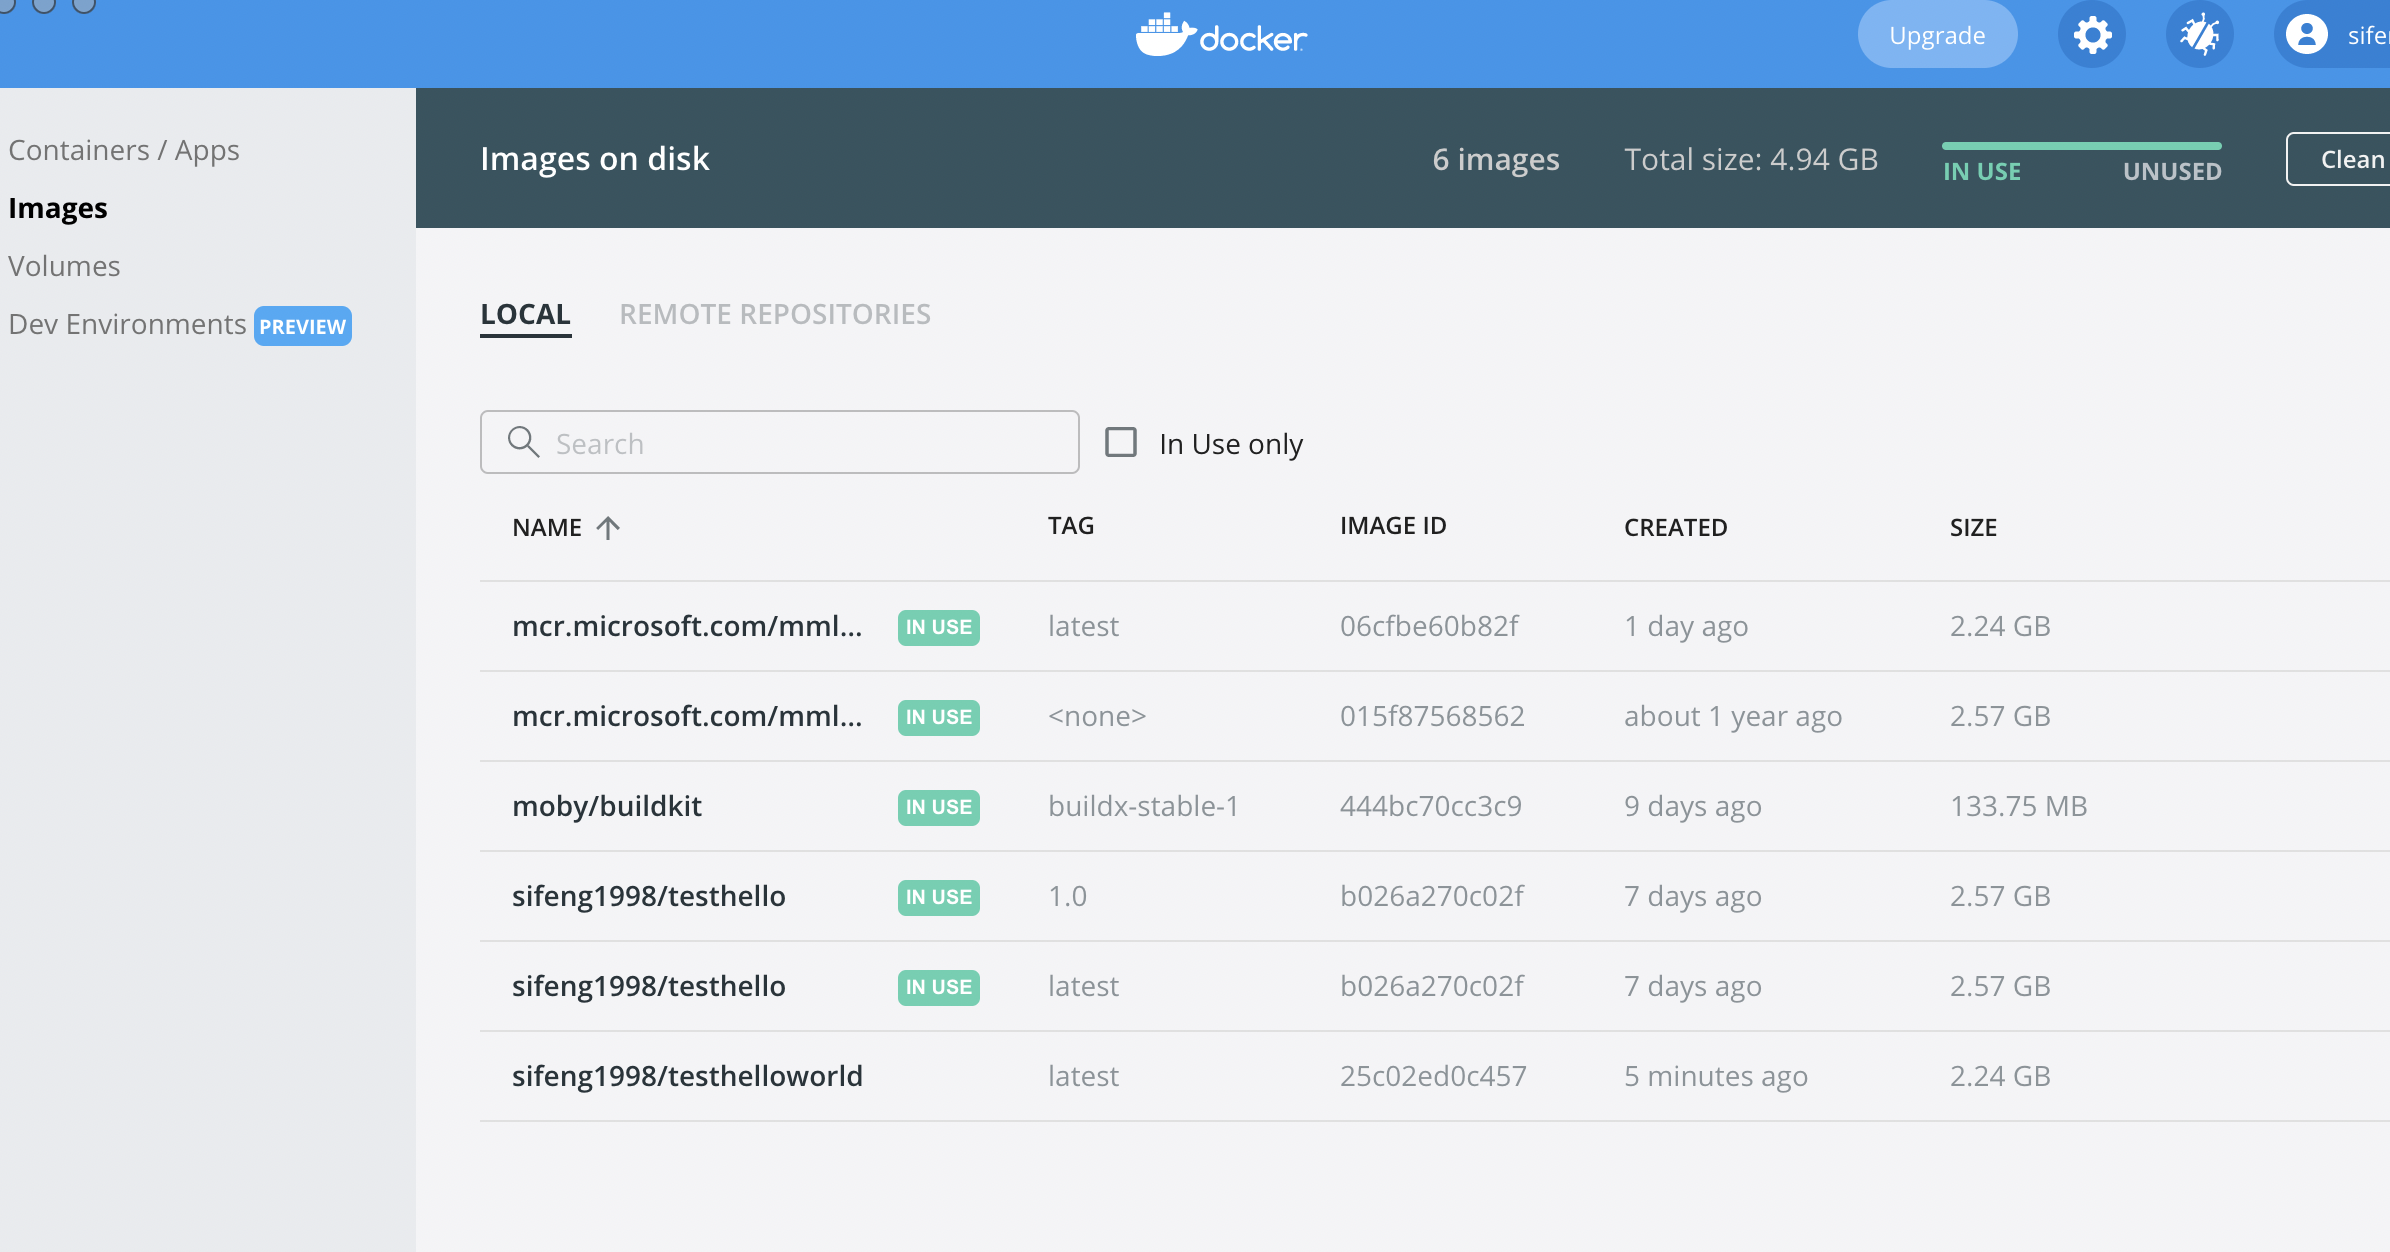 docker
Upgrade
sife
Containers / Apps
Images
Volumes
Dev Environments PREVIEW
Images on disk
6 images
Total size: 4.94 GB
IN USE
UNUSED
Clean
LOCAL
REMOTE REPOSITORIES
Search
In Use only
NAME TAG IMAGE ID CREATED SIZE
mcr.microsoft.com/mml... IN USE latest 06cfbe60b82f 1 day ago 2.24 GB
mcr.microsoft.com/mml... IN USE <none> 015f87568562 about 1 year ago 2.57 GB
moby/buildkit IN USE buildx-stable-1 444bc70cc3c9 9 days ago 133.75 MB
sifeng1998/testhello IN USE 1.0 b026a270c02f 7 days ago 2.57 GB
sifeng1998/testhello IN USE latest b026a270c02f 7 days ago 2.57 GB
sifeng1998/testhelloworld latest 25c02ed0c457 5 minutes ago 2.24 GB